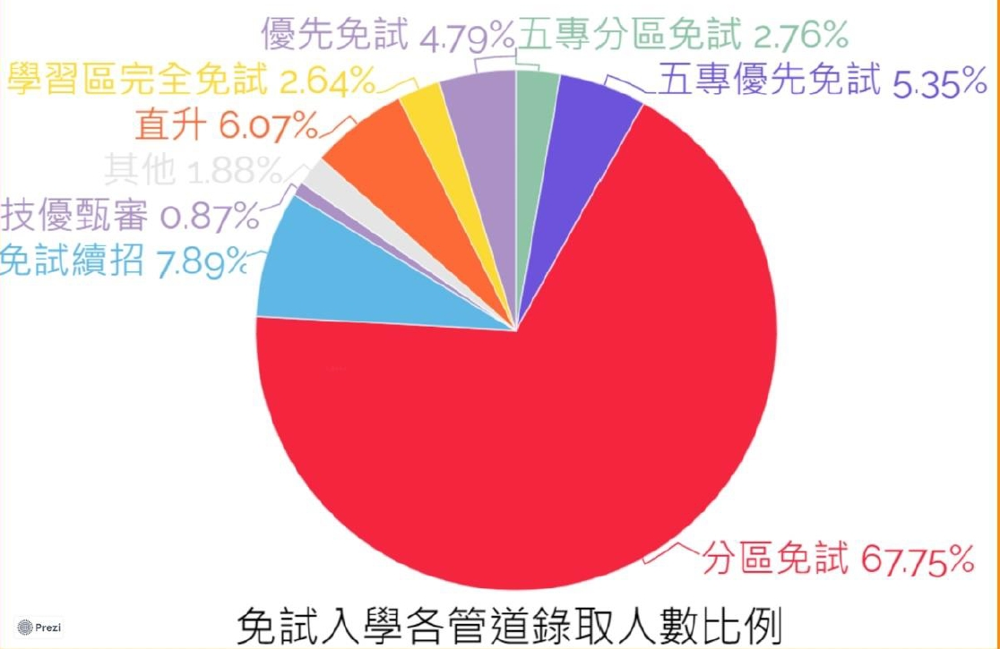 優先免試 4.79%
五專分區免試 2.76%
學習區完全免試 2.64%
五專優先免試 5.35%
直升 6.07%
其他 1.88%
技優甄審 0.87%
免試續招 7.89%
分區免試 67.75%
免試入學各管道錄取人數比例
Prezi